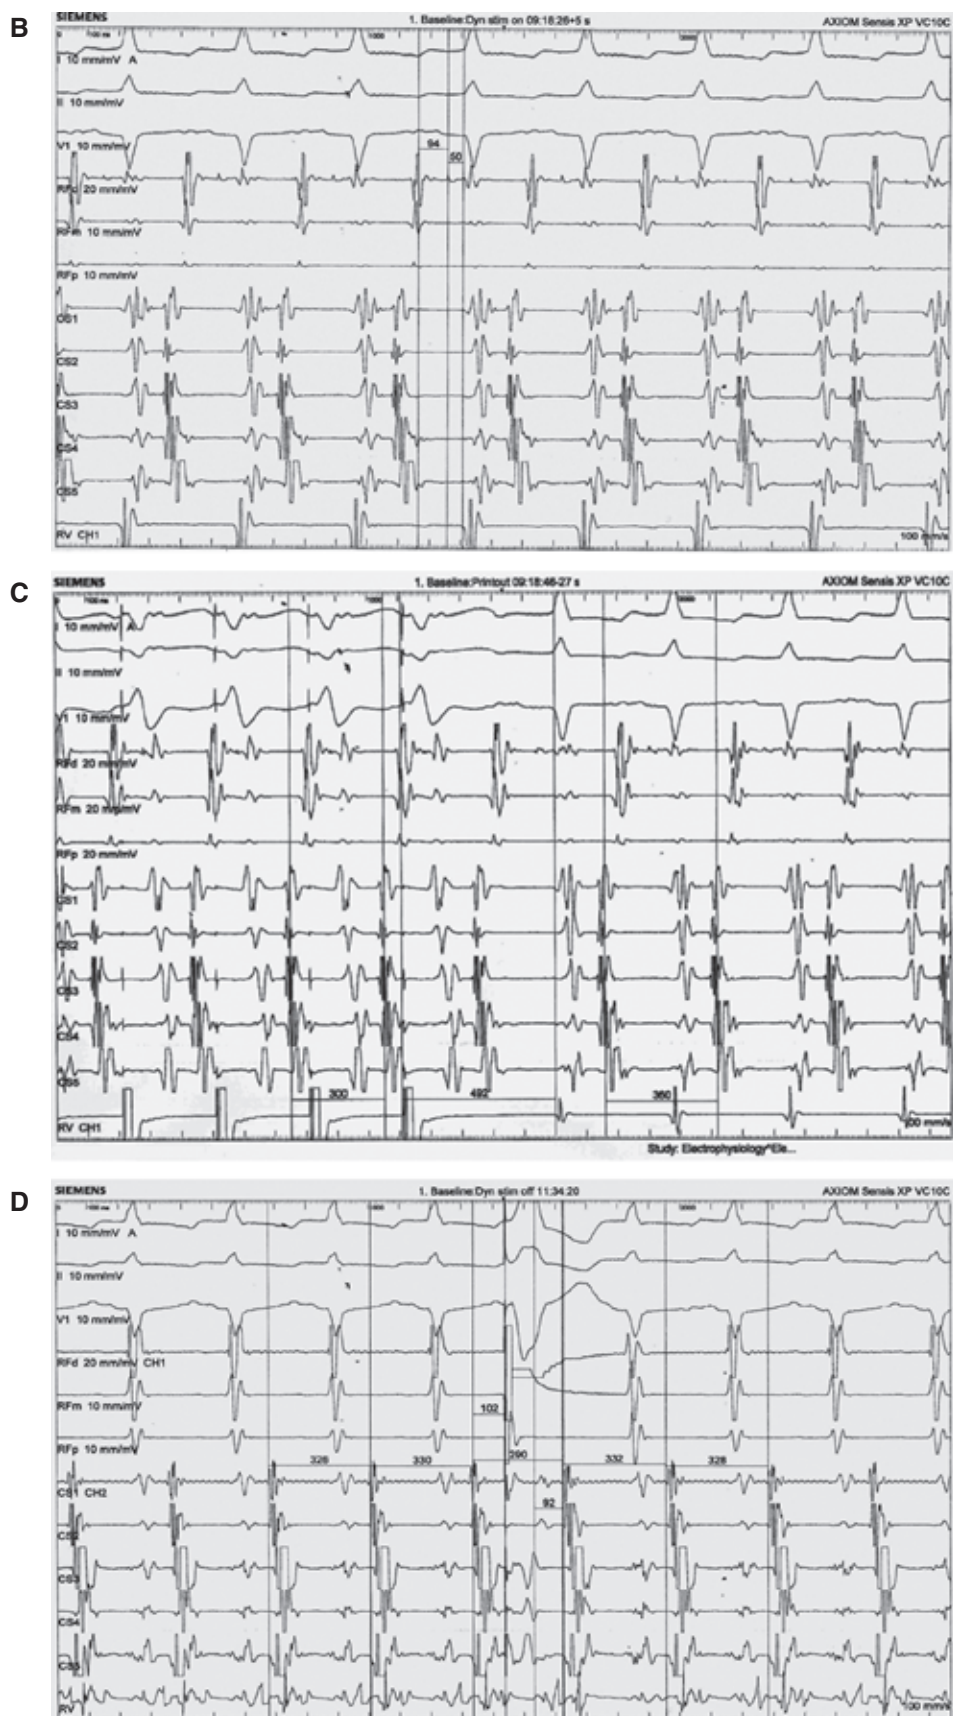 B
SIEMENS 1. Baseline:Dyn stim on 09:18:26+5 s AXIOM Sensis XP VC10C
0 100 ms 1000 2000
I 10 mm/mV A
II 10 mm/mV
V1 10 mm/mV
94
50
RFd 20 mm/mV
RFm 10 mm/mV
RFp 10 mm/mV
CS1
CS2
CS3
CS4
CS5
RV CH1
100 mm/s
C
SIEMENS 1. Baseline:Printout 09:18:46-27 s AXIOM Sensis XP VC10C
I 10 mm/mV A
II 10 mm/mV
V1 10 mm/mV
RFd 20 mm/mV
RFm 20 mm/mV
RFp 20 mm/mV
CS1
CS2
CS3
CS4
CS5
300 492 360
RV CH1
Study: Electrophysiology^Ele...
D
SIEMENS 1. Baseline:Dyn stim off 11:34:20 AXIOM Sensis XP VC10C
I 10 mm/mV A
II 10 mm/mV
V1 10 mm/mV
RFd 20 mm/mV CH1
RFm 10 mm/mV
102
RFp 10 mm/mV
326 330 290 332 328
CS1 CH2
92
CS2
CS3
CS4
CS5
RV
100 mm/s